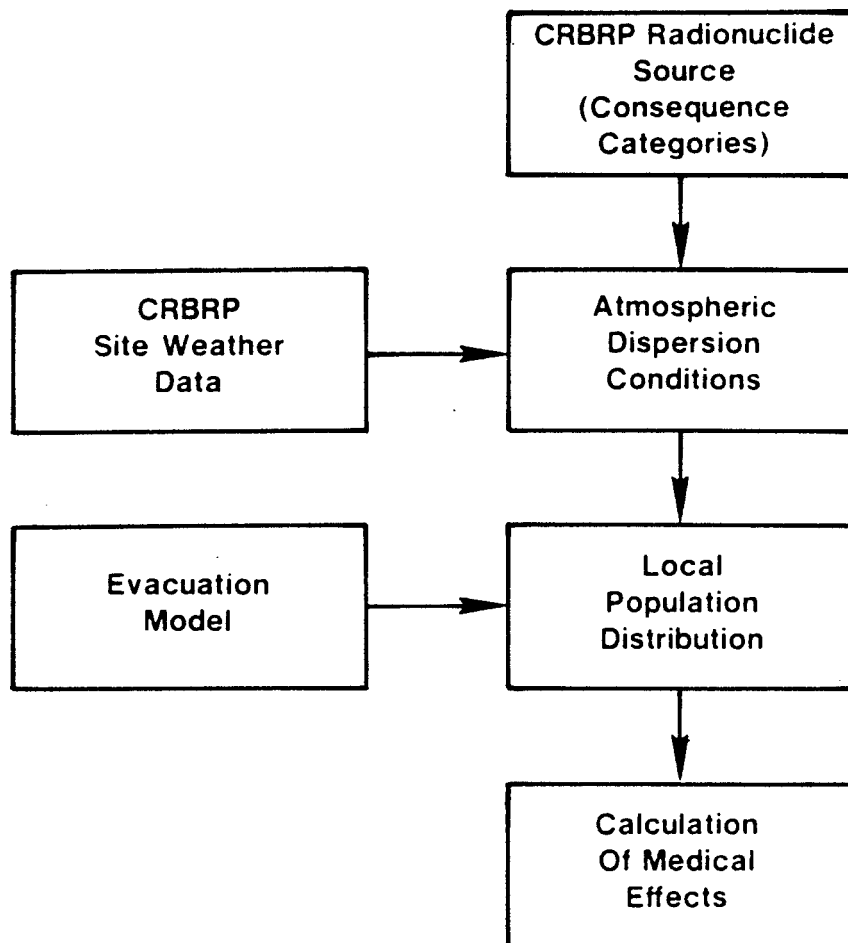 CRBRP Radionuclide
Source
(Consequence
Categories)
CRBRP
Site Weather
Data
Atmospheric
Dispersion
Conditions
Evacuation
Model
Local
Population
Distribution
Calculation
Of Medical
Effects